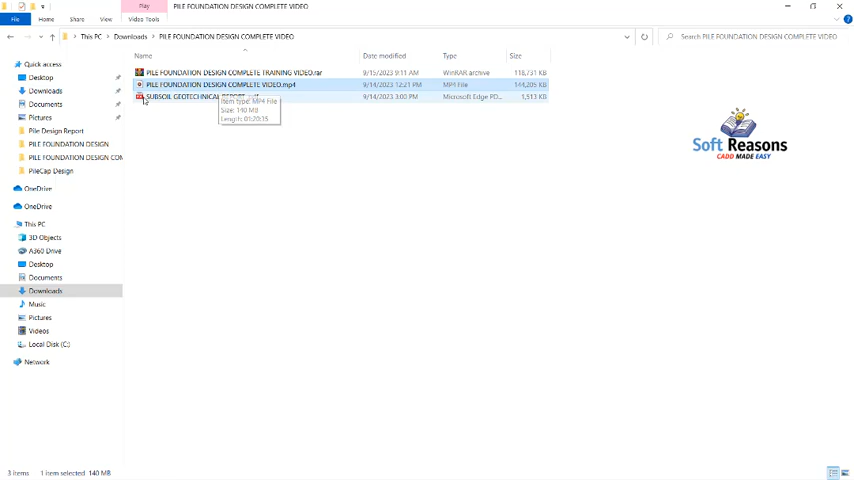 Play
PILE FOUNDATION DESIGN COMPLETE VIDEO
File
Home
Share
View
Video Tools
This PC
Downloads
PILE FOUNDATION DESIGN COMPLETE VIDEO
Search PILE FOUNDATION DESIGN COMPLETE VIDEO
Name
Date modified
Type
Size
PILE FOUNDATION DESIGN COMPLETE TRAINING VIDEO.rar
9/15/2023 9:11 AM
WinRAR archive
118,731 KB
PILE FOUNDATION DESIGN COMPLETE VIDEO.mp4
9/14/2023 12:21 PM
MP4 File
144,205 KB
SUBSOIL GEOTECHNICAL REPORT
9/14/2023 3:00 PM
Microsoft Edge PD...
1,513 KB
Item type: MP4 File
Size: 140 MB
Length: 01:20:15
Quick access
Desktop
Downloads
Documents
Pictures
Pile Design Report
PILE FOUNDATION DESIGN
PILE FOUNDATION DESIGN COM
PileCap Design
OneDrive
OneDrive
This PC
3D Objects
A360 Drive
Desktop
Documents
Downloads
Music
Pictures
Videos
Local Disk (C:)
Network
Soft Reasons
CADD MADE EASY
3 items
1 item selected 140 MB